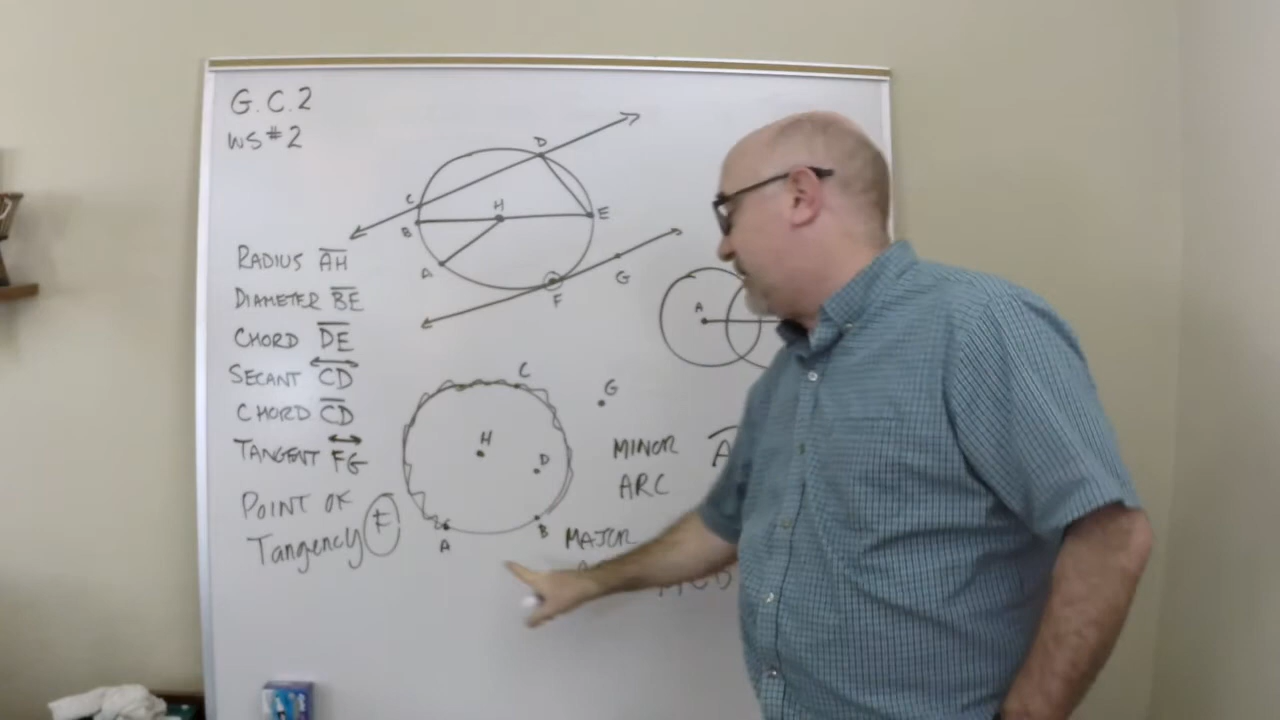 G.C.2
WS#2
D
C
H
E
B
A
G
F
RADIUS AH
DIAMETER BE
CHORD DE
SECANT CD
CHORD CD
TANGENT FG
POINT OF
Tangency F
A
C
G
H
D
A
B
MINOR A
ARC
MAJOR